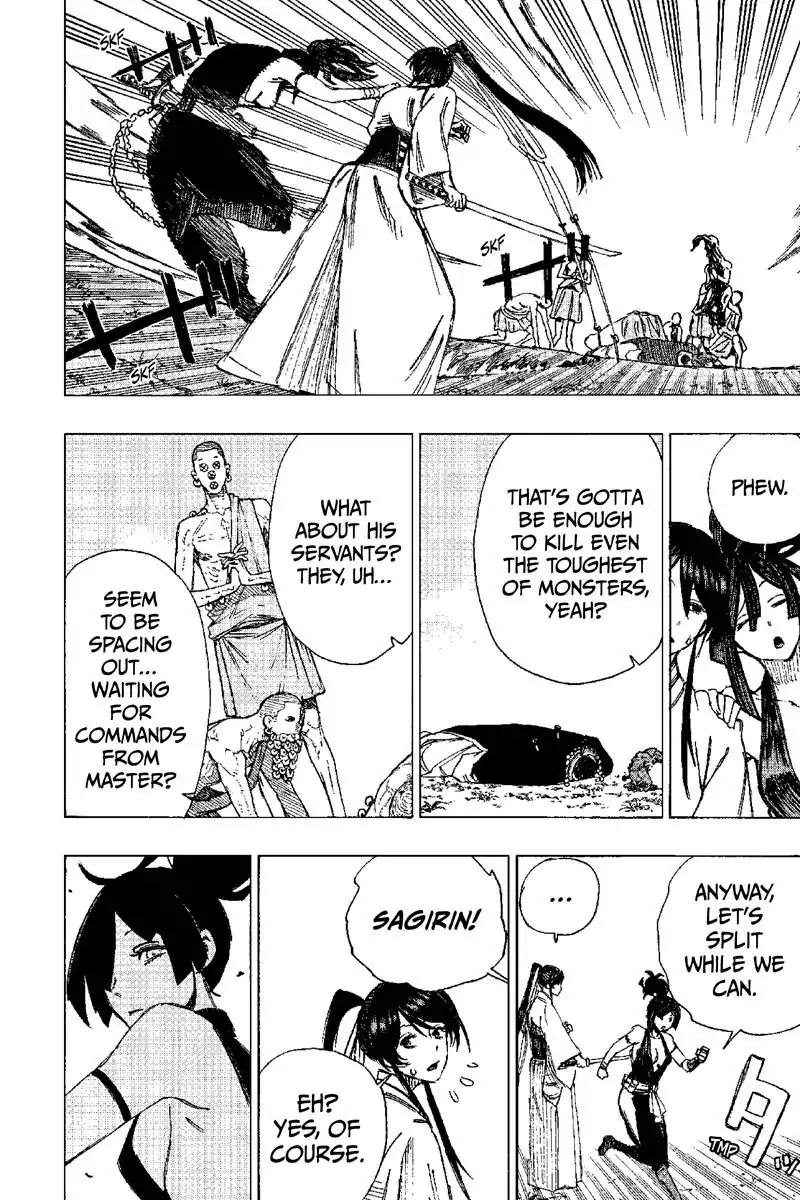 SKF
SKF
SKF
SKF
PHEW.
THAT'S GOTTA
BE ENOUGH
TO KILL EVEN
THE TOUGHEST
OF MONSTERS,
YEAH?
WHAT
ABOUT HIS
SERVANTS?
THEY, UH...
SEEM
TO BE
SPACING
OUT...
WAITING
FOR
COMMANDS
FROM
MASTER?
ANYWAY,
LET'S
SPLIT
WHILE WE
CAN.
...
TMP
タ
SAGIRIN!
EH?
YES, OF
COURSE.